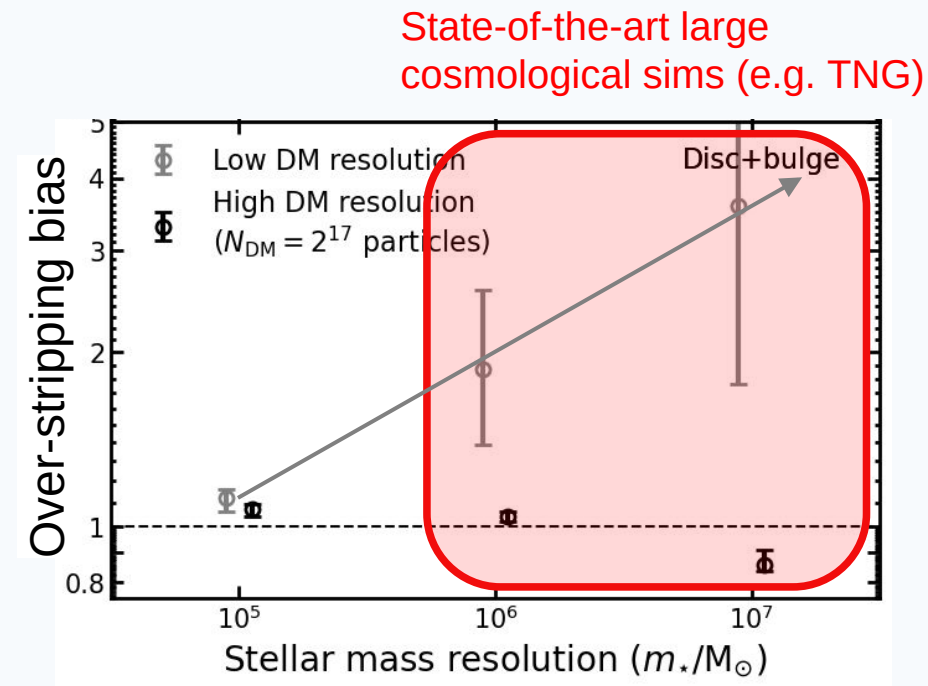 State-of-the-art large
cosmological sims (e.g. TNG)
Over-stripping bias
5
4
3
2
1
0.8
Low DM resolution
High DM resolution
(N_DM = 2^17 particles)
Disc+bulge
10^5
10^6
10^7
Stellar mass resolution (m⋆/M⊙)